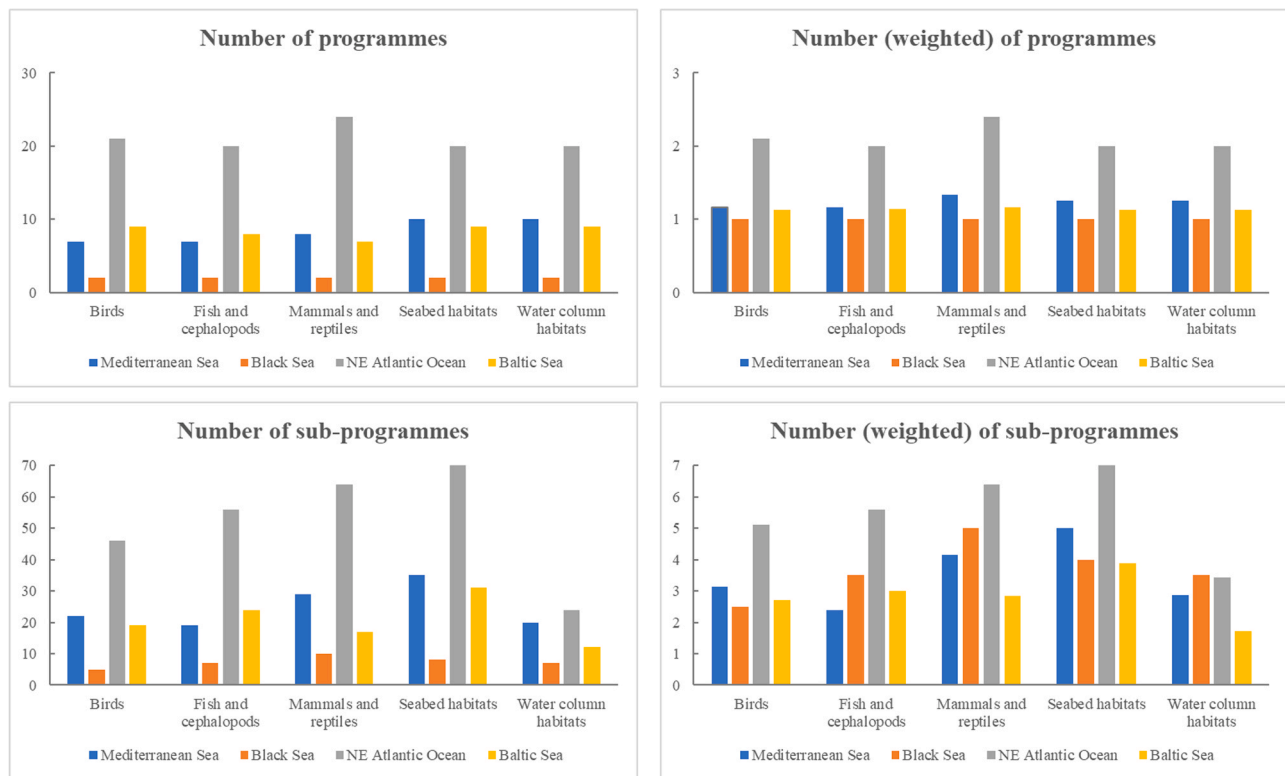 Number of programmes
30
20
10
0
Birds
Fish and
cephalopods
Mammals and
reptiles
Seabed habitats
Water column
habitats
Mediterranean Sea
Black Sea
NE Atlantic Ocean
Baltic Sea
Number (weighted) of programmes
3
2
1
0
Birds
Fish and
cephalopods
Mammals and
reptiles
Seabed habitats
Water column
habitats
Mediterranean Sea
Black Sea
NE Atlantic Ocean
Baltic Sea
Number of sub-programmes
70
60
50
40
30
20
10
0
Birds
Fish and
cephalopods
Mammals and
reptiles
Seabed habitats
Water column
habitats
Mediterranean Sea
Black Sea
NE Atlantic Ocean
Baltic Sea
Number (weighted) of sub-programmes
7
6
5
4
3
2
1
0
Birds
Fish and
cephalopods
Mammals and
reptiles
Seabed habitats
Water column
habitats
Mediterranean Sea
Black Sea
NE Atlantic Ocean
Baltic Sea